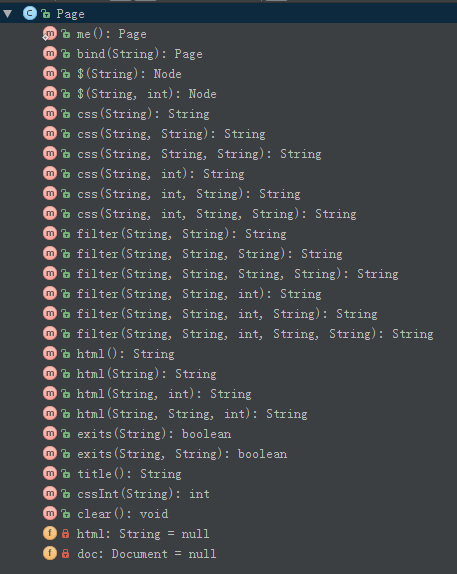 Page
me(): Page
bind(String): Page
$(String): Node
$(String, int): Node
css(String): String
css(String, String): String
css(String, String, String): String
css(String, int): String
css(String, int, String): String
css(String, int, String, String): String
filter(String, String): String
filter(String, String, String): String
filter(String, String, String, String): String
filter(String, String, int): String
filter(String, String, int, String): String
filter(String, String, int, String, String): String
html(): String
html(String): String
html(String, int): String
html(String, String, int): String
exits(String): boolean
exits(String, String): boolean
title(): String
cssInt(String): int
clear(): void
html: String = null
doc: Document = null